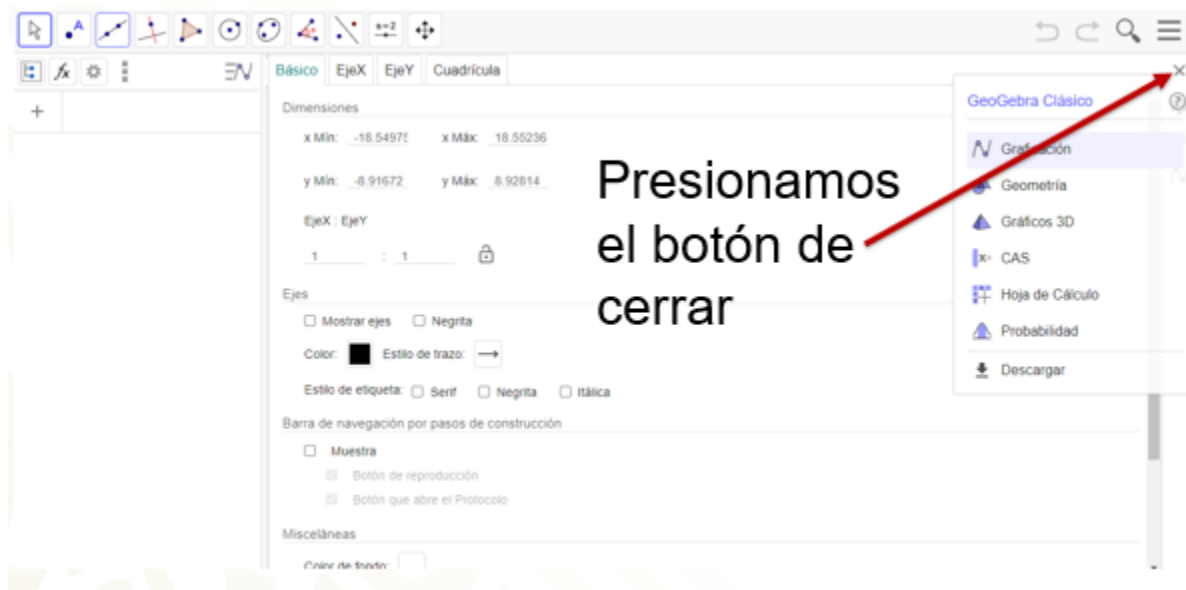 Básico EjeX EjeY Cuadrícula
Dimensiones
GeoGebra Clásico
x Mín: -18.54975 x Máx: 18.55236
Graficación
Presionamos
y Mín: -8.91672 y Máx: 8.92814
Geometría
EjeX : EjeY
Gráficos 3D
el botón de
1 : 1
CAS
Ejes
Hoja de Cálculo
cerrar
Mostrar ejes Negrita
Probabilidad
Color: Estilo de trazo:
Descargar
Estilo de etiqueta: Serif Negrita Itálica
Barra de navegación por pasos de construcción
Muestra
Botón de reproducción
Botón que abre el Protocolo
Misceláneas
Color de fondo: